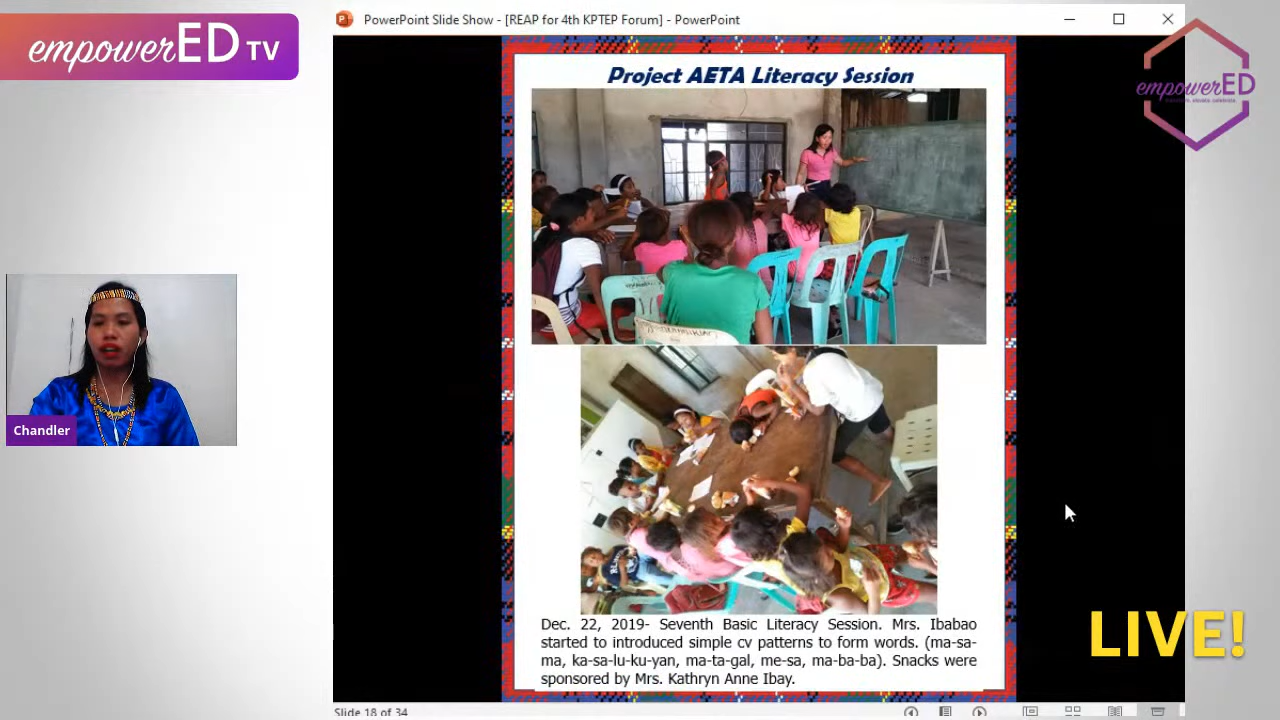 empowerED TV
PowerPoint Slide Show - [REAP for 4th KPTEP Forum] - PowerPoint
empowerED
Project AETA Literacy Session
Chandler
Dec. 22, 2019- Seventh Basic Literacy Session. Mrs. Ibabao
started to introduced simple cv patterns to form words. (ma-sa-
ma, ka-sa-lu-ku-yan, ma-ta-gal, me-sa, ma-ba-ba). Snacks were
sponsored by Mrs. Kathryn Anne Ibay.
LIVE!
Slide 18 of 34